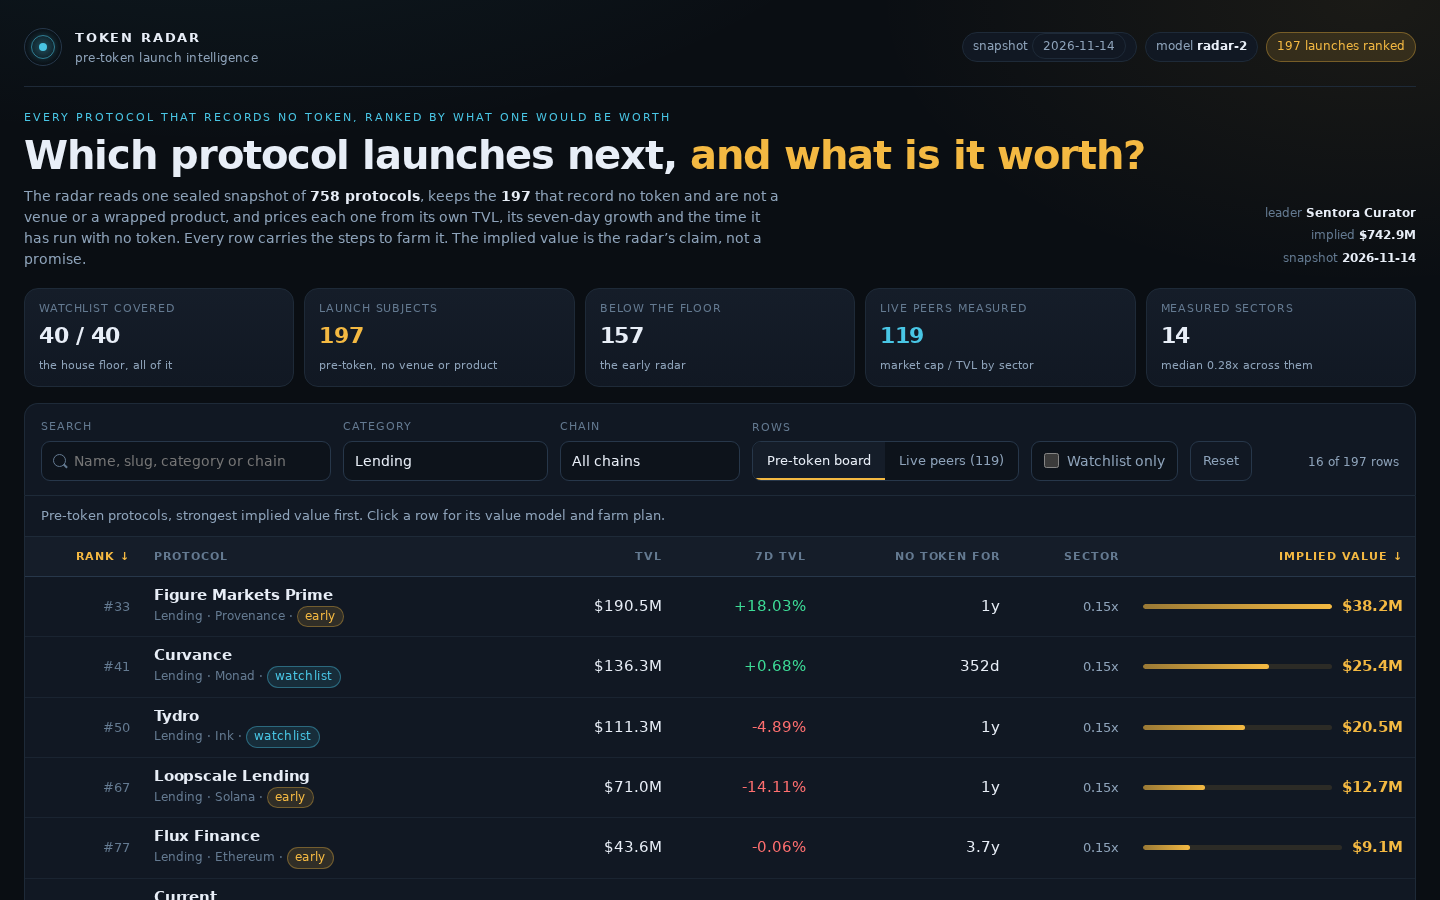 TOKEN RADAR
pre-token launch intelligence
snapshot 2026-11-14
model radar-2
197 launches ranked
EVERY PROTOCOL THAT RECORDS NO TOKEN, RANKED BY WHAT ONE WOULD BE WORTH
Which protocol launches next, and what is it worth?
The radar reads one sealed snapshot of 758 protocols, keeps the 197 that record no token and are not a
venue or a wrapped product, and prices each one from its own TVL, its seven-day growth and the time it
has run with no token. Every row carries the steps to farm it. The implied value is the radar’s claim, not a
promise.
leader Sentora Curator
implied $742.9M
snapshot 2026-11-14
WATCHLIST COVERED
40 / 40
the house floor, all of it
LAUNCH SUBJECTS
197
pre-token, no venue or product
BELOW THE FLOOR
157
the early radar
LIVE PEERS MEASURED
119
market cap / TVL by sector
MEASURED SECTORS
14
median 0.28x across them
SEARCH
Name, slug, category or chain
CATEGORY
Lending
CHAIN
All chains
ROWS
Pre-token board
Live peers (119)
Watchlist only
Reset
16 of 197 rows
Pre-token protocols, strongest implied value first. Click a row for its value model and farm plan.
RANK ↓ PROTOCOL TVL 7D TVL NO TOKEN FOR SECTOR IMPLIED VALUE ↓
#33 Figure Markets Prime $190.5M +18.03% 1y 0.15x $38.2M
Lending · Provenance · early
#41 Curvance $136.3M +0.68% 352d 0.15x $25.4M
Lending · Monad · watchlist
#50 Tydro $111.3M -4.89% 1y 0.15x $20.5M
Lending · Ink · watchlist
#67 Loopscale Lending $71.0M -14.11% 1y 0.15x $12.7M
Lending · Solana · early
#77 Flux Finance $43.6M -0.06% 3.7y 0.15x $9.1M
Lending · Ethereum · early
Current